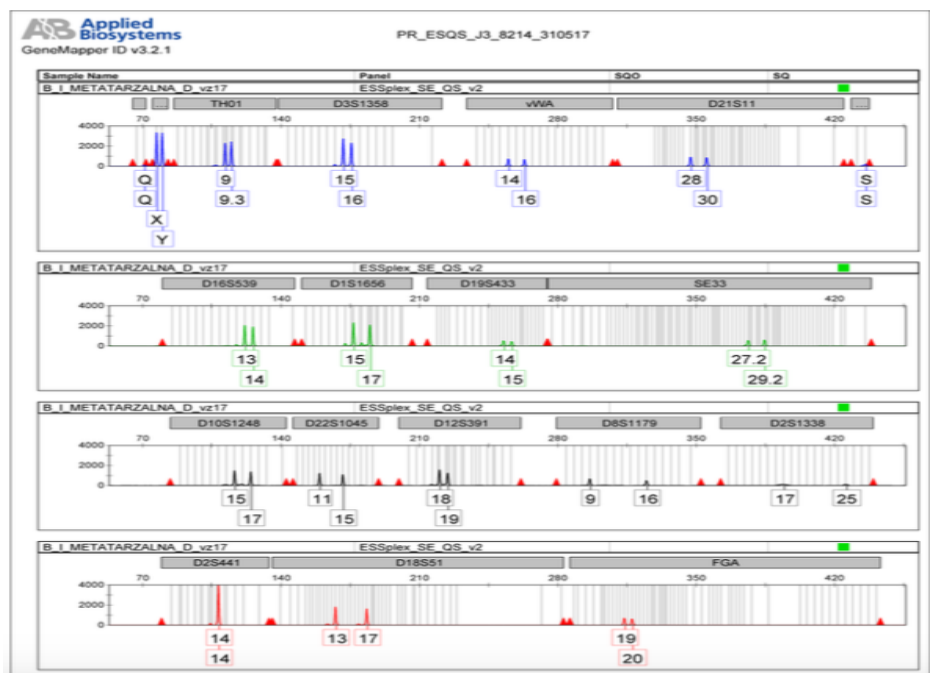 AB Applied
Biosystems
GeneMapper ID v3.2.1
PR_ESQS_J3_8214_310517
Sample Name Panel SQO SQ
B_I_METATARZALNA_D_vz17 ESSplex_SE_QS_v2
... TH01 D3S1358 vWA D21S11 ...
70 140 210 280 350 420
4000
2000
0
Q 9 15 14 28 S
Q 9.3 16 16 30 S
X
Y
B_I_METATARZALNA_D_vz17 ESSplex_SE_QS_v2
D16S539 D1S1656 D19S433 SE33
70 140 210 280 350 420
4000
2000
0
13 15 14 27.2
14 17 15 29.2
B_I_METATARZALNA_D_vz17 ESSplex_SE_QS_v2
D10S1248 D22S1045 D12S391 D8S1179 D2S1338
70 140 210 280 350 420
4000
2000
0
15 11 18 9 16 17 25
17 15 19
B_I_METATARZALNA_D_vz17 ESSplex_SE_QS_v2
D2S441 D18S51 FGA
70 140 210 280 350 420
4000
2000
0
14 13 17 19
14 20